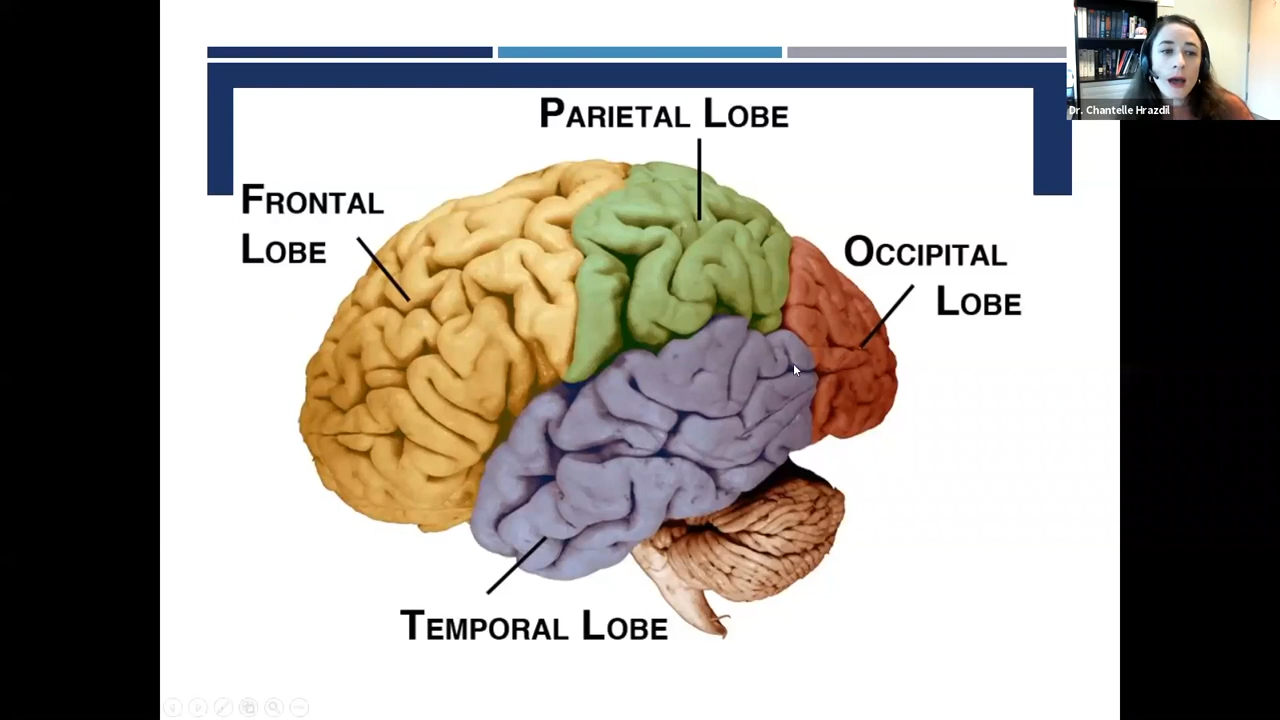 PARIETAL LOBE
FRONTAL
LOBE
OCCIPITAL
LOBE
TEMPORAL LOBE
Dr. Chantelle Hrazdil